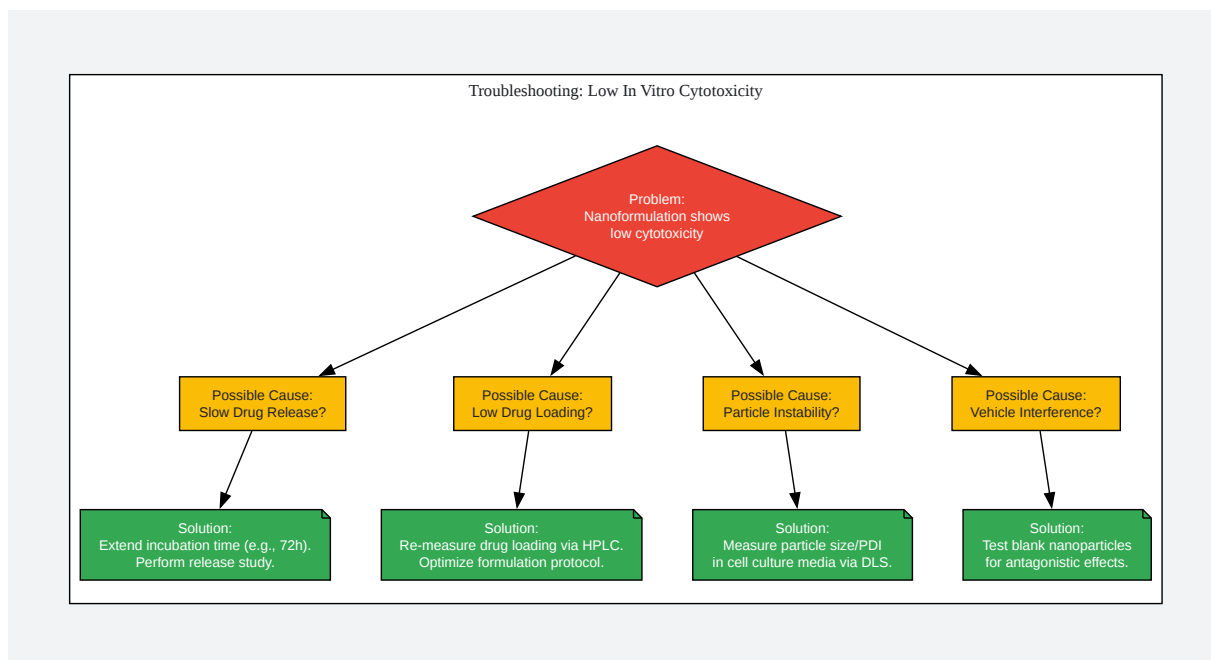 Troubleshooting: Low In Vitro Cytotoxicity
Problem:
Nanoformulation shows
low cytotoxicity
Possible Cause:
Slow Drug Release?
Possible Cause:
Low Drug Loading?
Possible Cause:
Particle Instability?
Possible Cause:
Vehicle Interference?
Solution:
Extend incubation time (e.g., 72h).
Perform release study.
Solution:
Re-measure drug loading via HPLC.
Optimize formulation protocol.
Solution:
Measure particle size/PDI
in cell culture media via DLS.
Solution:
Test blank nanoparticles
for antagonistic effects.